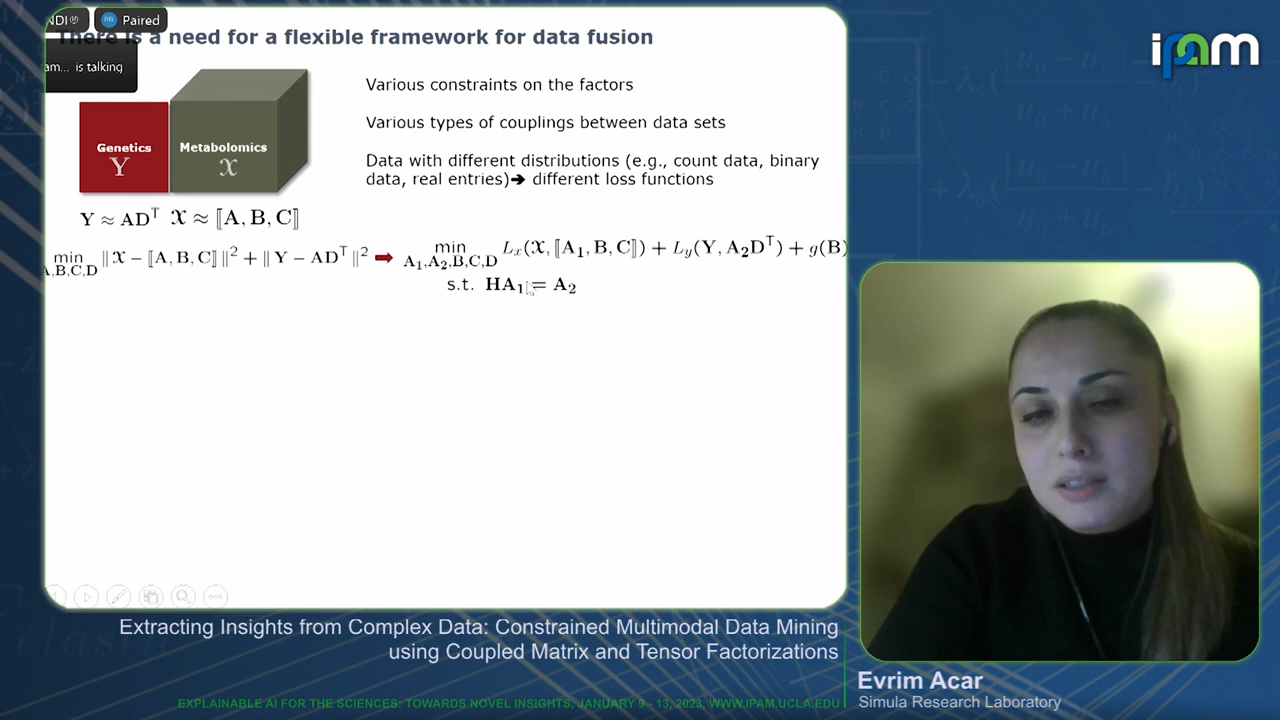 NDI
Paired
There is a need for a flexible framework for data fusion
am... is talking
Various constraints on the factors
Various types of couplings between data sets
Data with different distributions (e.g., count data, binary
data, real entries)➔ different loss functions
Genetics
Y
Metabolomics
𝒳
Y ≈ ADᵀ 𝒳 ≈ ⟦A, B, C⟧
min ‖ 𝒳 − ⟦A, B, C⟧ ‖² + ‖ Y − ADᵀ ‖²
A,B,C,D
min Lₓ(𝒳, ⟦A₁, B, C⟧) + Lᵧ(Y, A₂Dᵀ) + g(B)
A₁,A₂,B,C,D
s.t. HA₁ = A₂
ipam
Extracting Insights from Complex Data: Constrained Multimodal Data Mining
using Coupled Matrix and Tensor Factorizations
Evrim Acar
Simula Research Laboratory
EXPLAINABLE AI FOR THE SCIENCES: TOWARDS NOVEL INSIGHTS, JANUARY 9 - 13, 2023, WWW.IPAM.UCLA.EDU